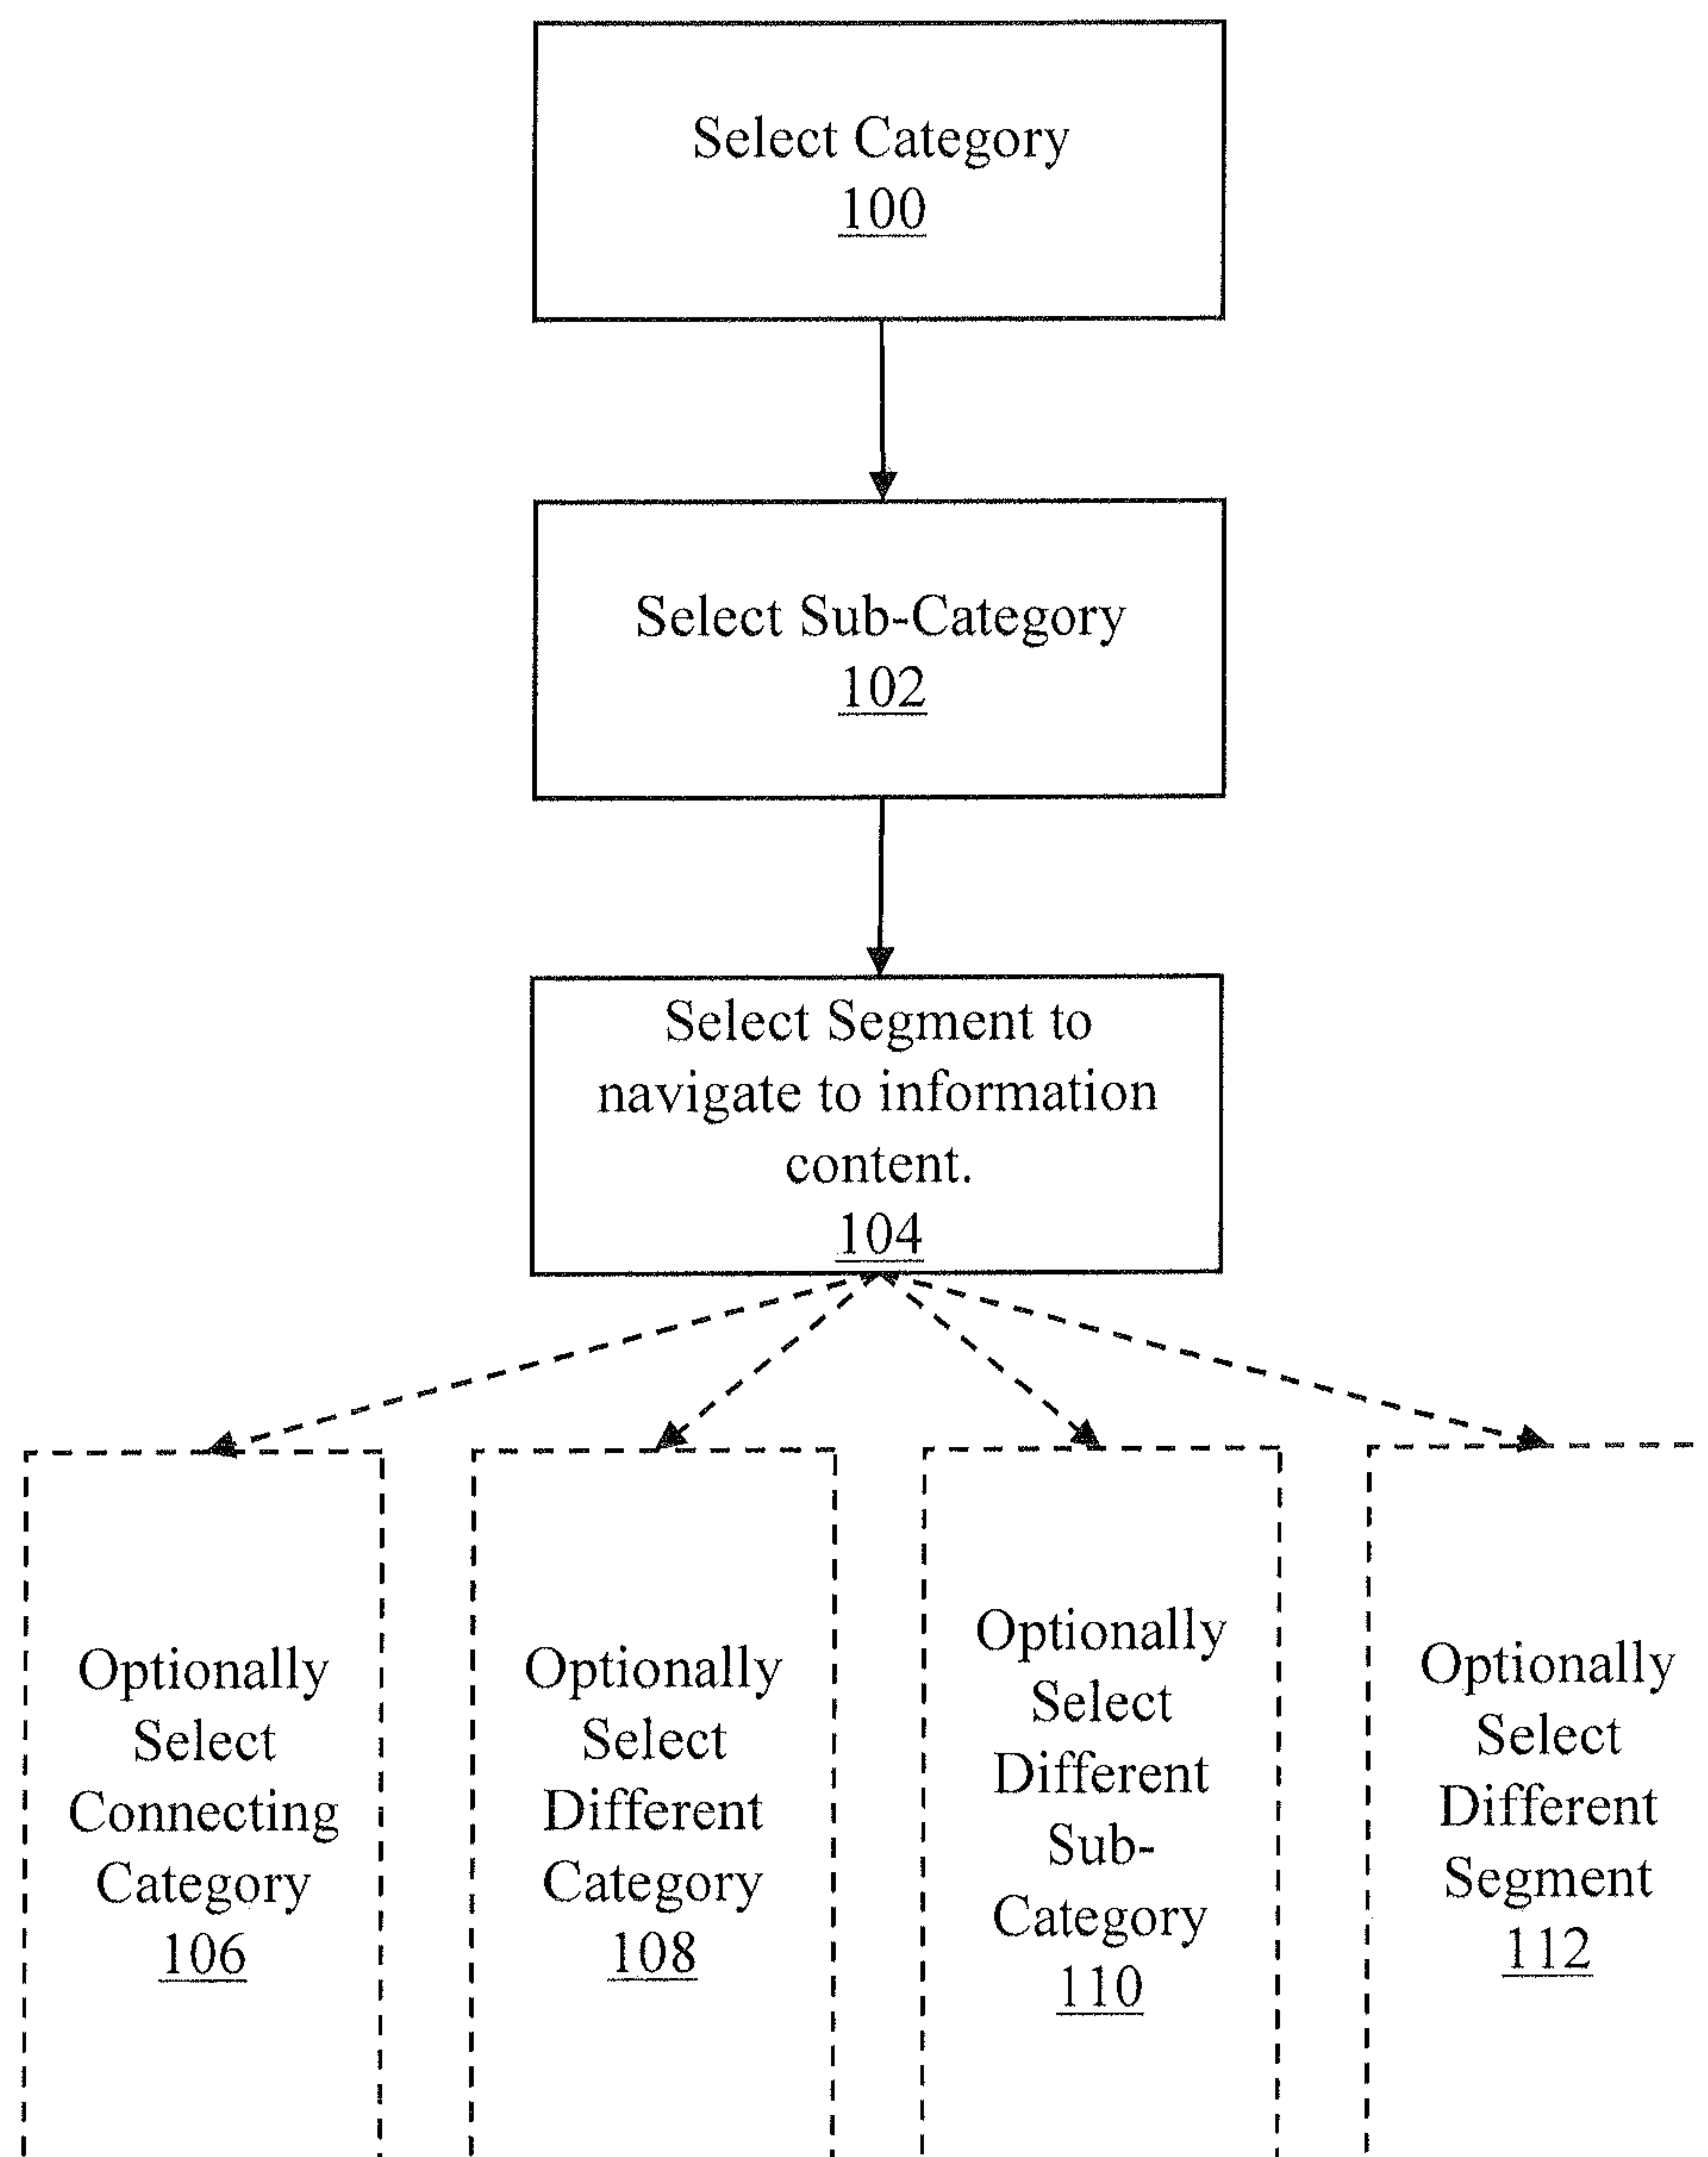 Select Category
100
Select Sub-Category
102
Select Segment to
navigate to information
content.
104
Optionally
Select
Connecting
Category
106
Optionally
Select
Different
Category
108
Optionally
Select
Different
Sub-
Category
110
Optionally
Select
Different
Segment
112